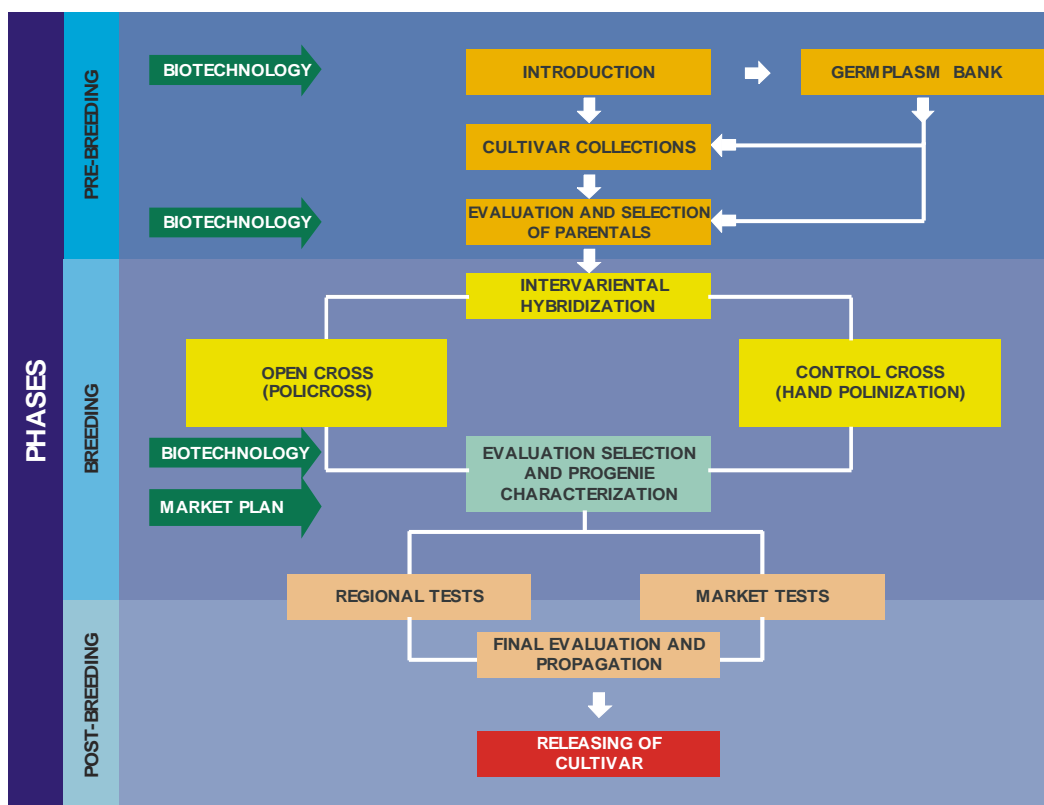 PHASES
PRE-BREEDING
BIOTECHNOLOGY
INTRODUCTION
GERMPLASM BANK
CULTIVAR COLLECTIONS
BIOTECHNOLOGY
EVALUATION AND SELECTION
OF PARENTALS
BREEDING
INTERVARIENTAL
HYBRIDIZATION
OPEN CROSS
(POLICROSS)
CONTROL CROSS
(HAND POLINIZATION)
BIOTECHNOLOGY
MARKET PLAN
EVALUATION SELECTION
AND PROGENIE
CHARACTERIZATION
REGIONAL TESTS
MARKET TESTS
POST-BREEDING
FINAL EVALUATION AND
PROPAGATION
RELEASING OF
CULTIVAR